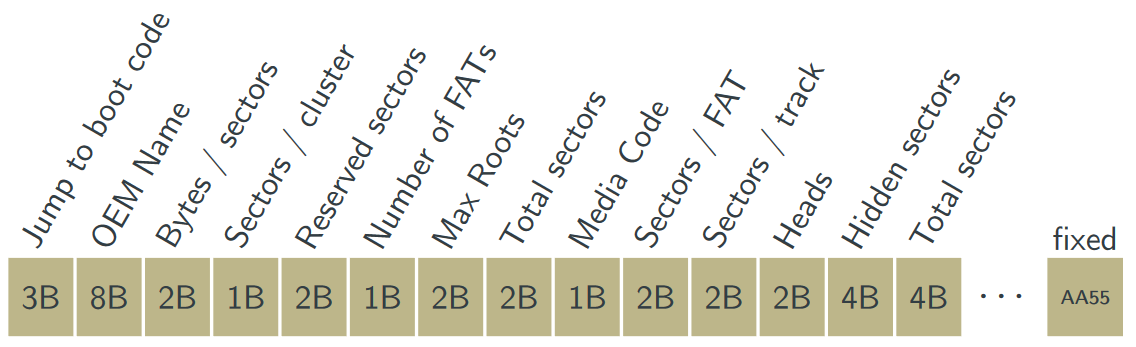 Jump to boot code
OEM Name
Bytes / sectors
Sectors / cluster
Reserved sectors
Number of FATs
Max Roots
Total sectors
Media Code
Sectors / FAT
Sectors / track
Heads
Hidden sectors
Total sectors
fixed
3B 8B 2B 1B 2B 1B 2B 2B 1B 2B 2B 2B 4B 4B ··· AA55